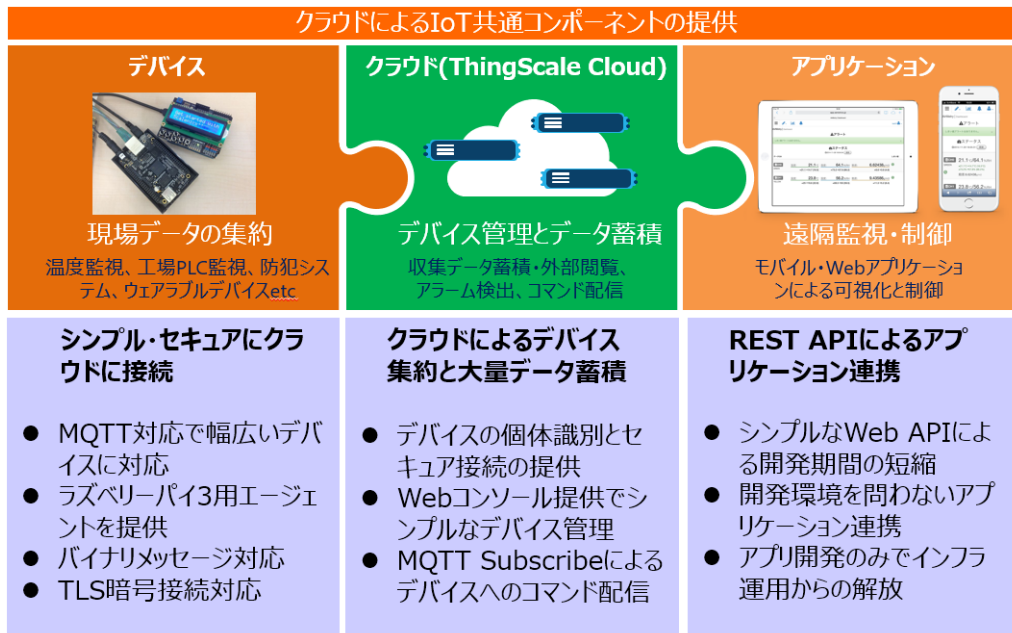 クラウドによるIoT共通コンポーネントの提供
デバイス
現場データの集約
温度監視、工場PLC監視、防犯シス
テム、ウェアラブルデバイスetc
クラウド(ThingScale Cloud)
デバイス管理とデータ蓄積
収集データ蓄積・外部閲覧、
アラーム検出、コマンド配信
アプリケーション
アラート
ステータス
アラート
ステータス
遠隔監視・制御
モバイル・Webアプリケーショ
ンによる可視化と制御
シンプル・セキュアにクラ
ウドに接続
● MQTT対応で幅広いデバ
イスに対応
● ラズベリーパイ3用エージェ
ントを提供
● バイナリメッセージ対応
● TLS暗号接続対応
クラウドによるデバイス
集約と大量データ蓄積
● デバイスの個体識別とセ
キュア接続の提供
● Webコンソール提供でシ
ンプルなデバイス管理
● MQTT Subscribeによる
デバイスへのコマンド配信
REST APIによるアプ
リケーション連携
● シンプルなWeb APIによ
る開発期間の短縮
● 開発環境を問わないアプ
リケーション連携
● アプリ開発のみでインフラ
運用からの解放